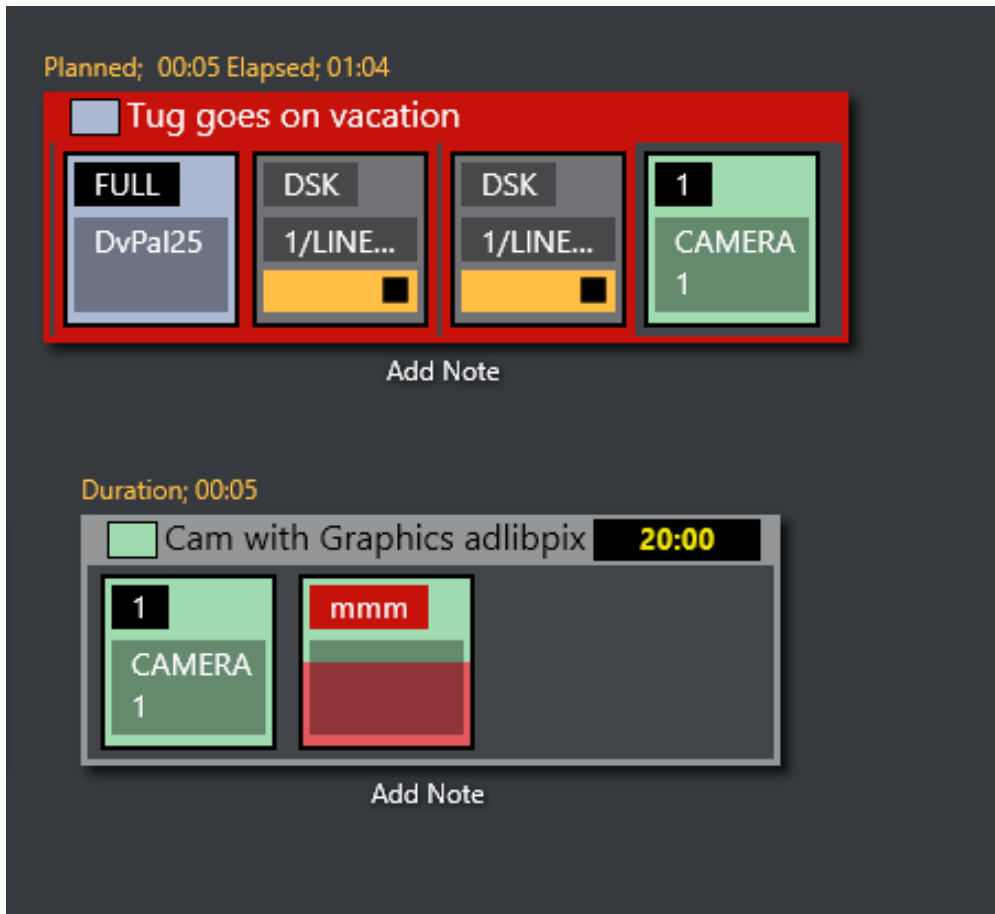 Planned;  00:05 Elapsed; 01:04
Tug goes on vacation
FULL
DvPal25
DSK
1/LINE...
DSK
1/LINE...
1
CAMERA
1
Add Note
Duration; 00:05
Cam with Graphics adlibpix 20:00
1
CAMERA
1
mmm
Add Note